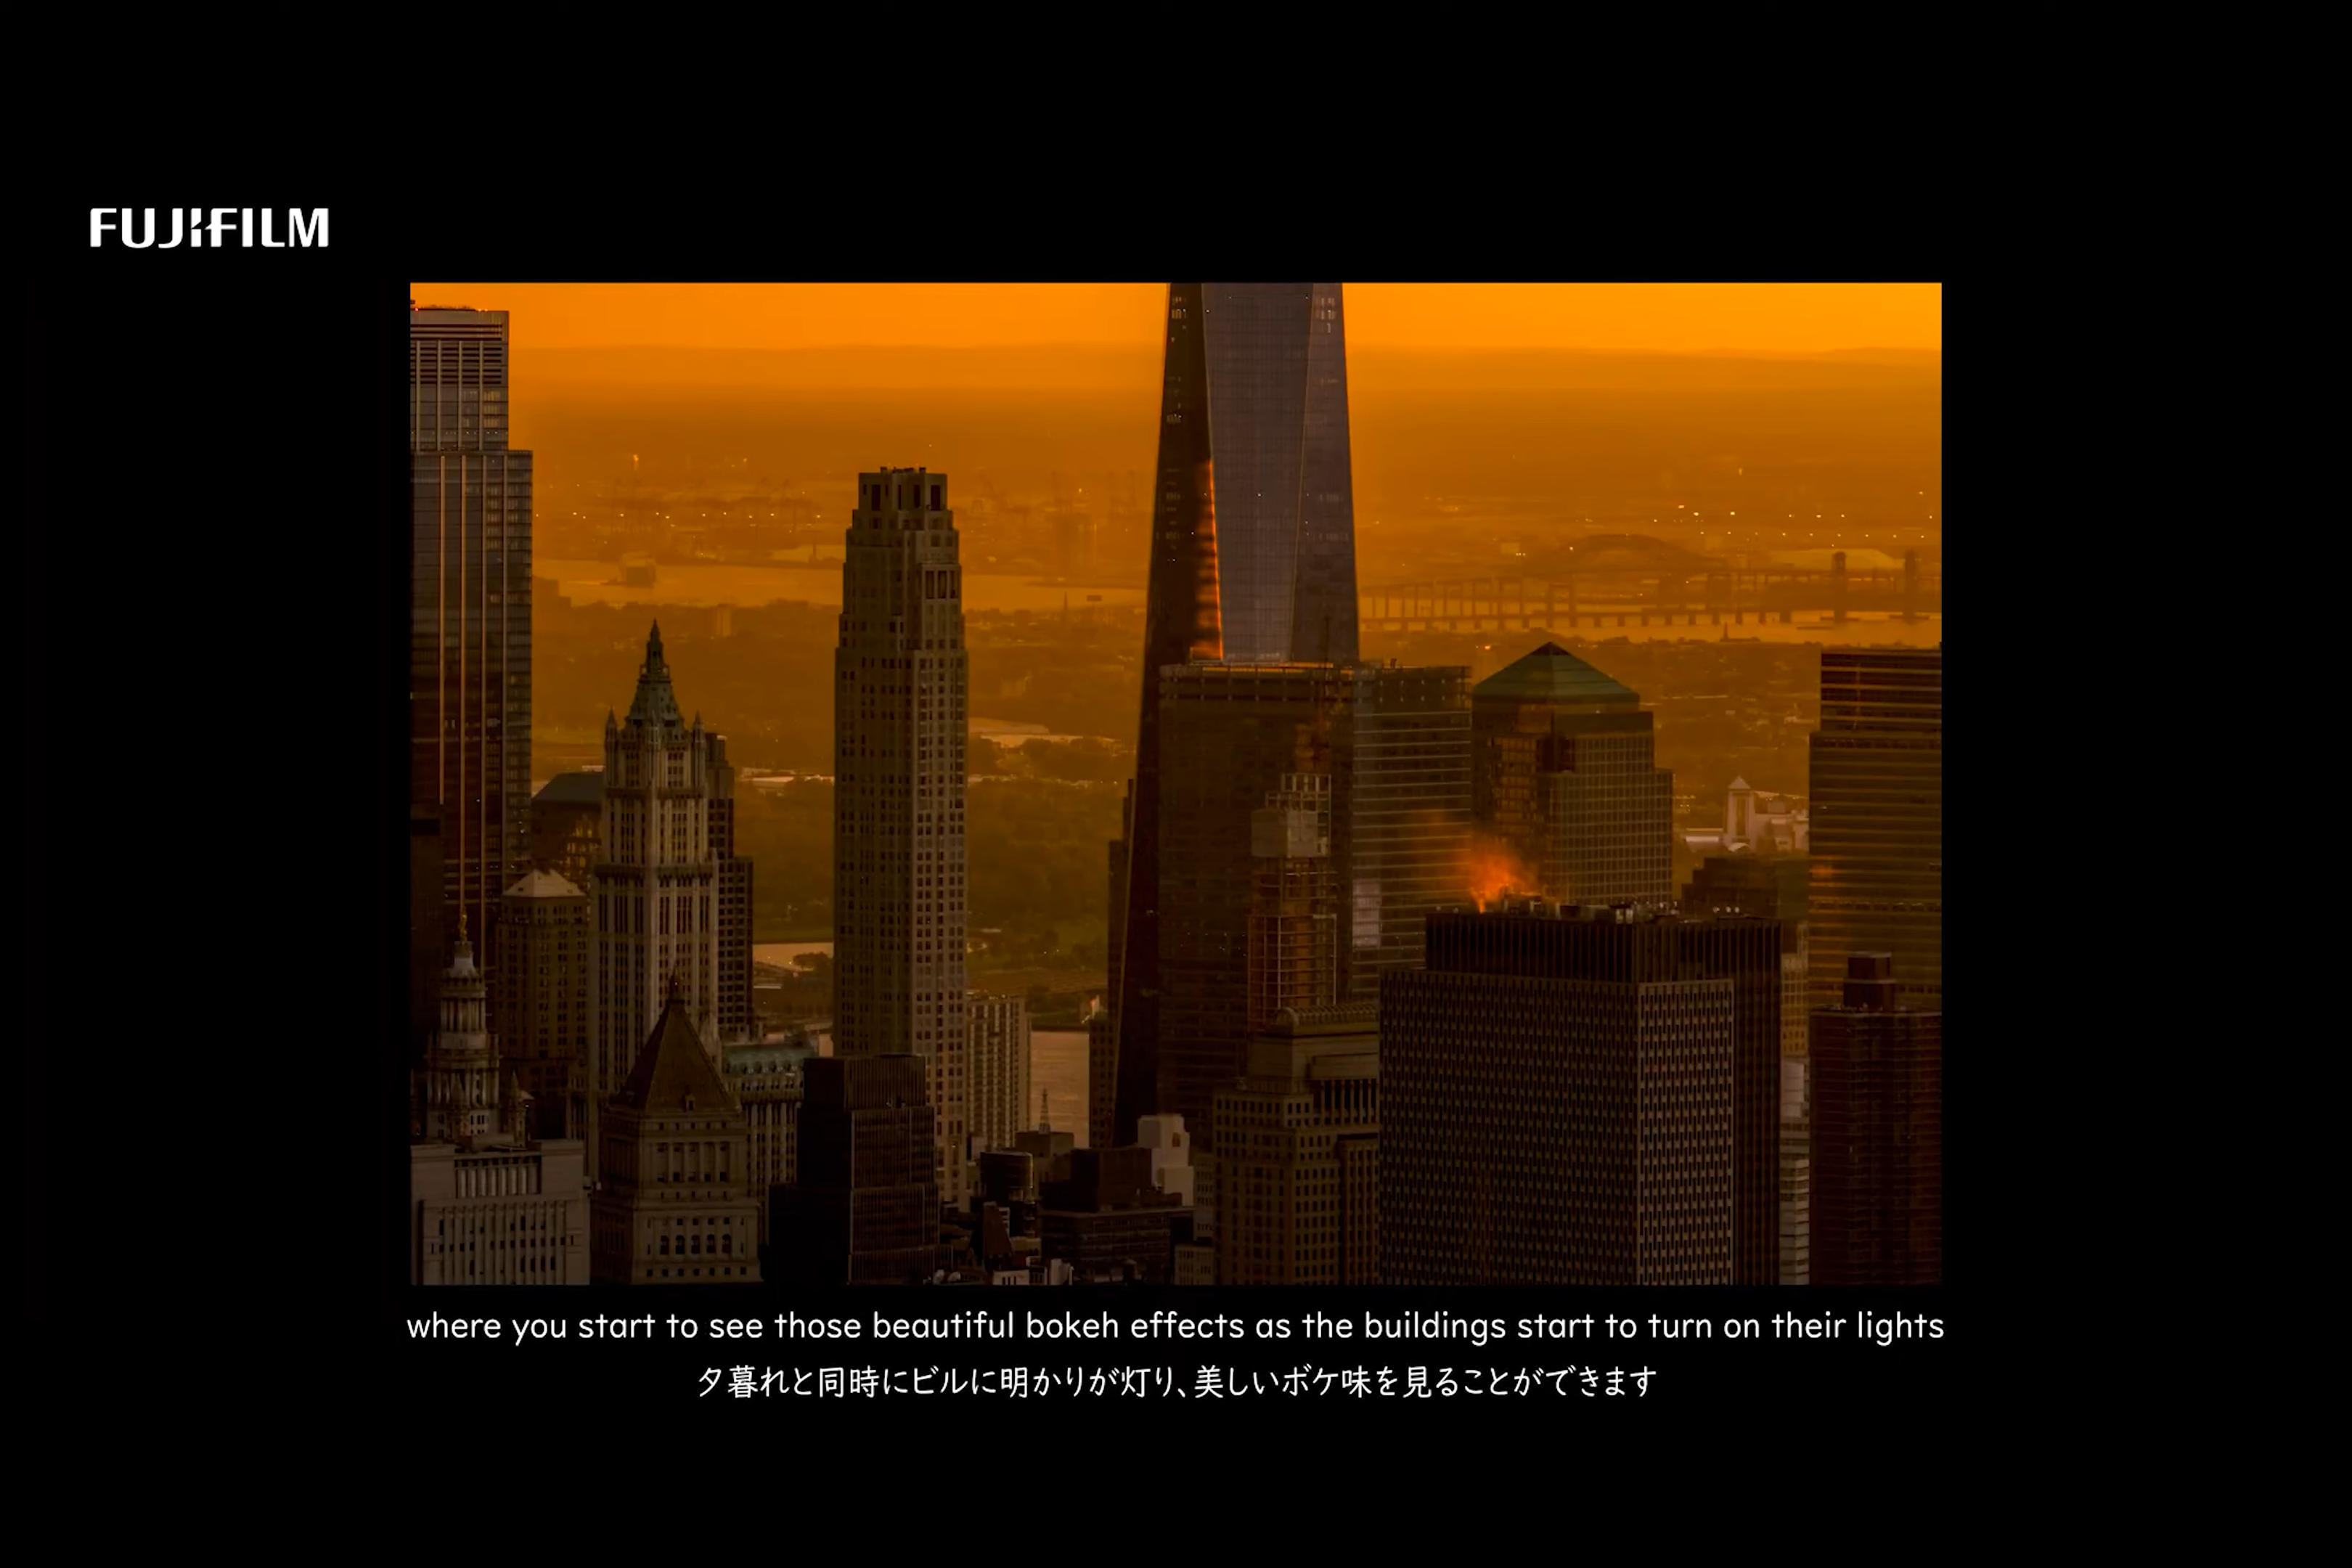 FUJIFILM
where you start to see those beautiful bokeh effects as the buildings start to turn on their lights
夕暮れと同時にビルに明かりが灯り、美しいボケ味を見ることができます